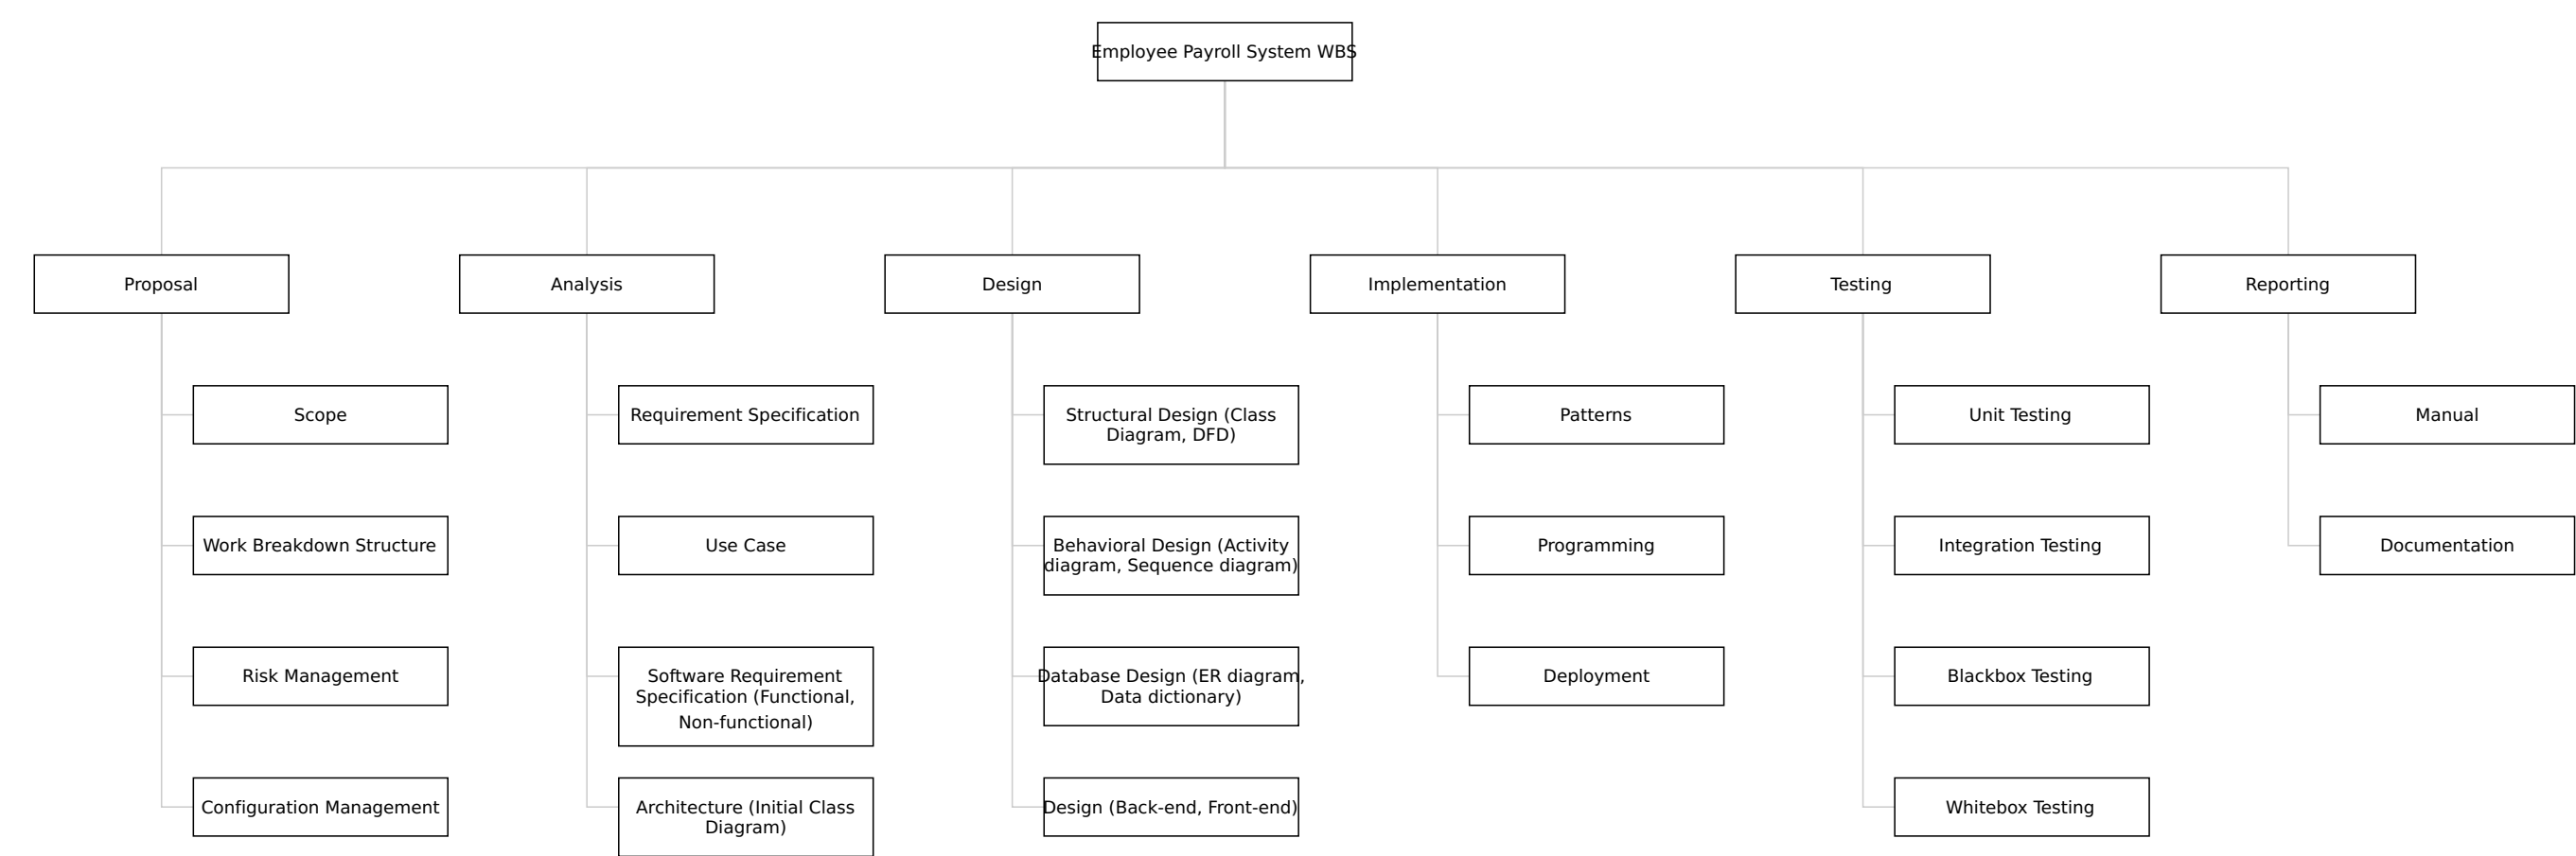 Employee Payroll System WBS
Proposal
Analysis
Design
Implementation
Testing
Reporting
Scope
Work Breakdown Structure
Risk Management
Configuration Management
Requirement Specification
Use Case
Software Requirement
Specification (Functional,
Non-functional)
Architecture (Initial Class
Diagram)
Structural Design (Class
Diagram, DFD)
Behavioral Design (Activity
diagram, Sequence diagram)
Database Design (ER diagram,
Data dictionary)
Design (Back-end, Front-end)
Patterns
Programming
Deployment
Unit Testing
Integration Testing
Blackbox Testing
Whitebox Testing
Manual
Documentation